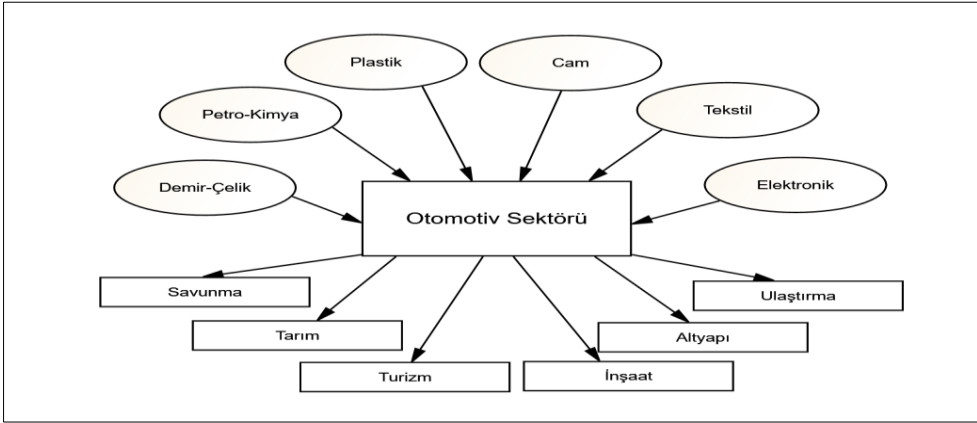 Plastik
Cam
Petro-Kimya
Tekstil
Demir-Çelik
Elektronik
Otomotiv Sektörü
Savunma
Ulaştırma
Tarım
Altyapı
Turizm
İnşaat